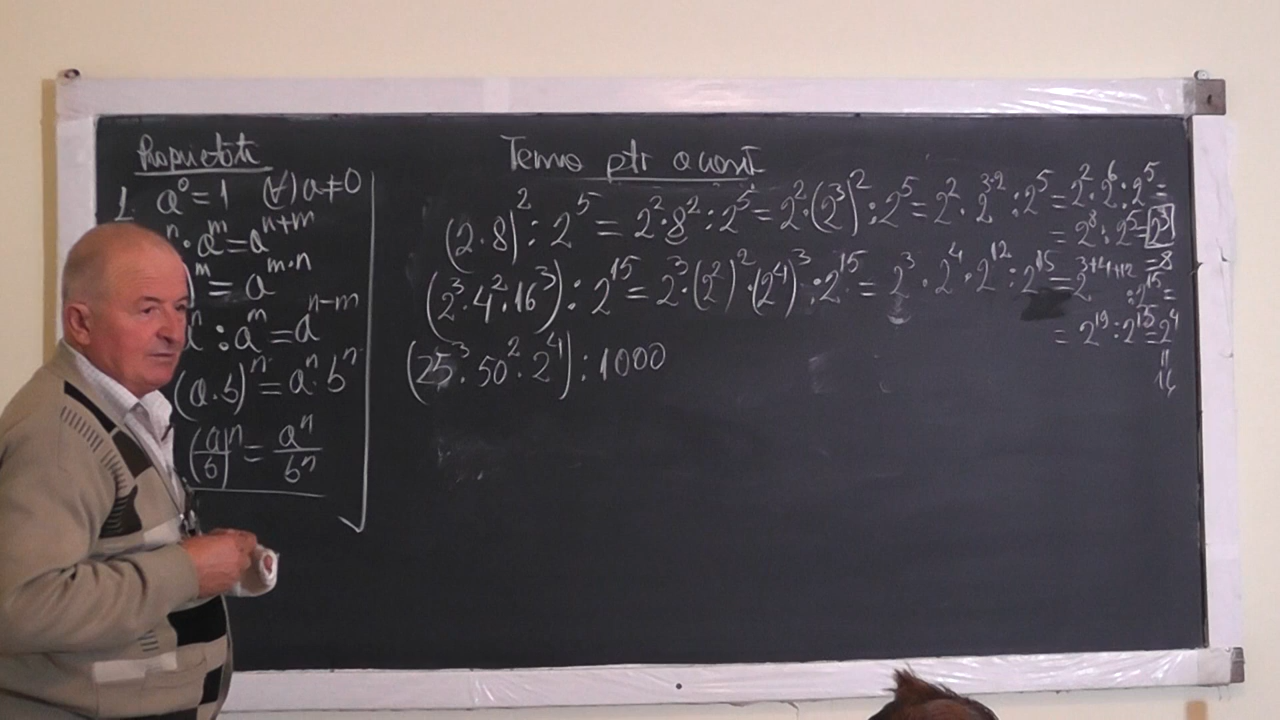 Proprietăți
1 a⁰=1 (∀) a≠0
ⁿ·aᵐ=aⁿ⁺ᵐ
ᵐ)=aᵐ·ⁿ
aⁿ:aᵐ=aⁿ⁻ᵐ
(a·b)ⁿ=aⁿ·bⁿ
(a/b)ⁿ=aⁿ/bⁿ
Tema ptr acasă
(2·8)²:2⁵=2²·8²:2⁵=2²·(2³)²:2⁵=2²·2³·²:2⁵=2²·2⁶:2⁵=
=2⁸:2⁵=2³
=8
(2³·4²·16³):2¹⁵=2³·(2²)²·(2⁴)³:2¹⁵=2³·2⁴·2¹²:2¹⁵=2³⁺⁴⁺¹²:2¹⁵=
=2¹⁹:2¹⁵=2⁴
"
16
(25³·50²·2⁴):1000